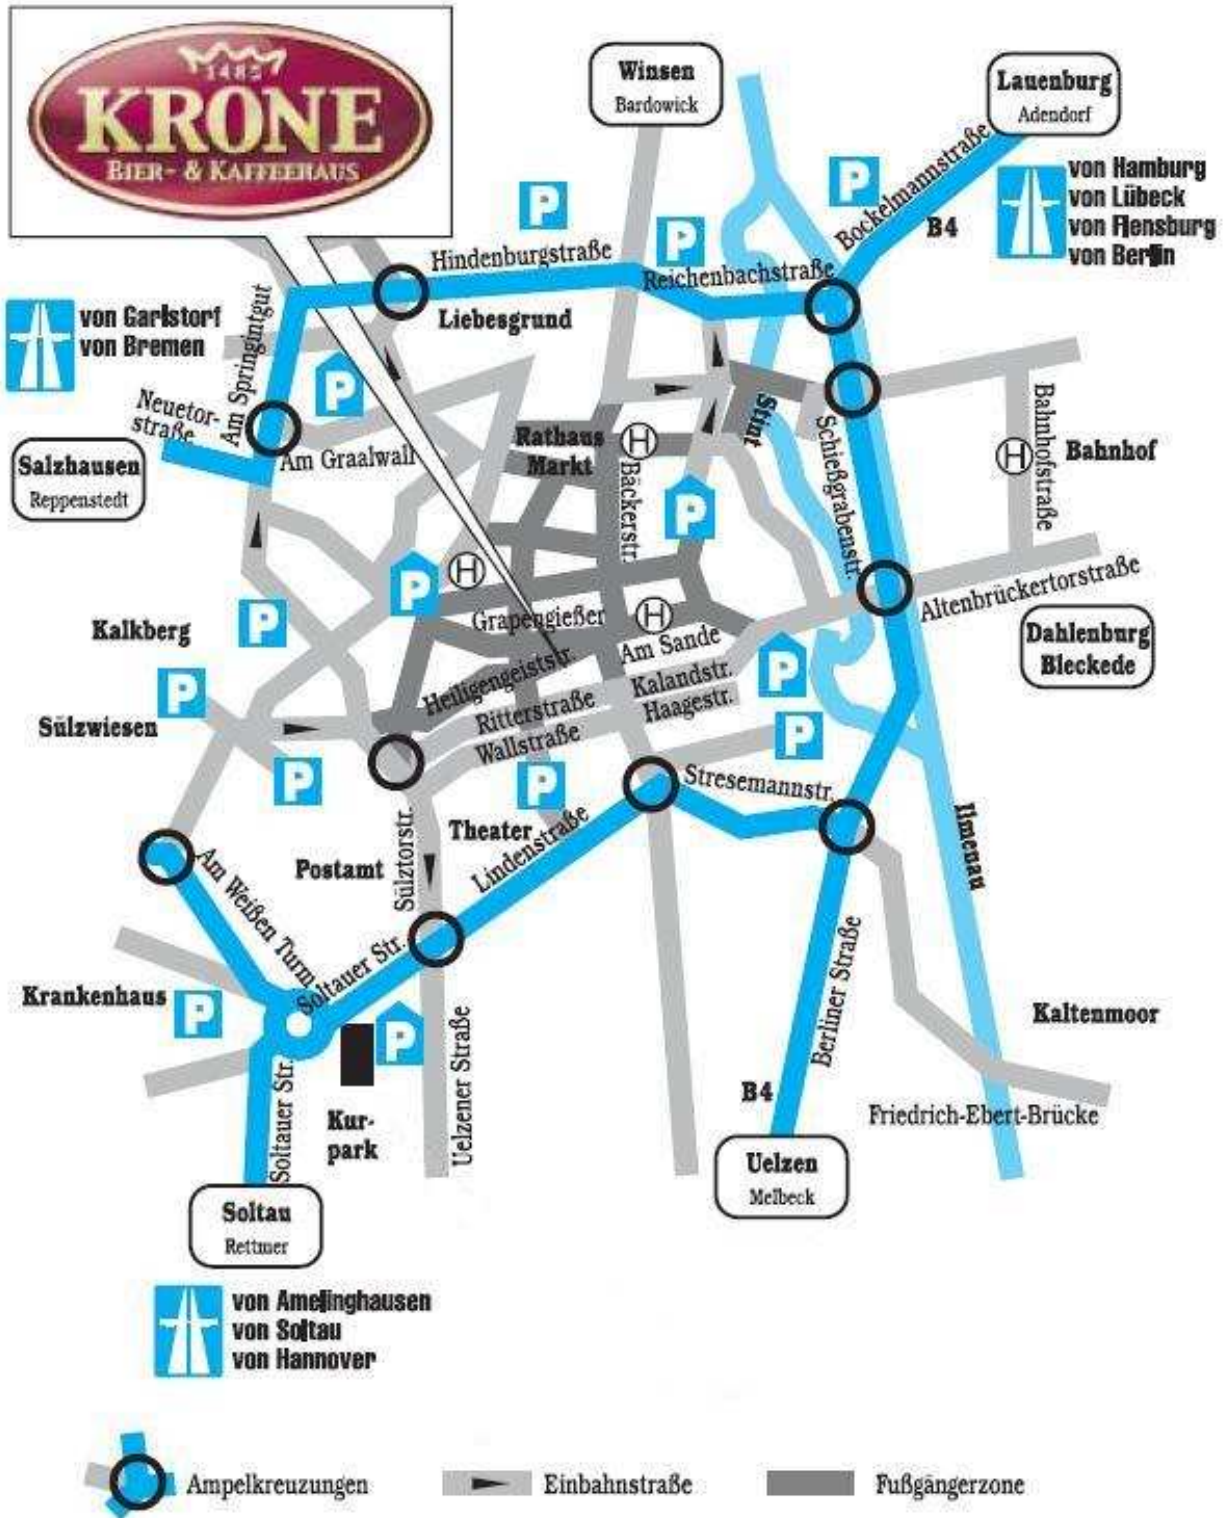 1485
KRONE
BIER- & KAFFEEHAUS
Winsen
Bardowick
Lauenburg
Adendorf
von Hamburg
von Lübeck
von Flensburg
von Berlin
P
P
P
Bockelmannstraße
B4
Hindenburgstraße
Reichenbachstraße
Liebesgrund
von Garlstorf
von Bremen
Am Springintgut
P
Neuetor-
straße
Am Graalwall
Salzhausen
Reppenstedt
Rathaus
Markt
H
Bäckerstr.
Stint
Schießgrabenstr.
Bahnhofstraße
H
Bahnhof
P
P
H
Grapengießer
H
Am Sande
Altenbrückertorstraße
Dahlenburg
Bleckede
Kalkberg
P
P
Sülzwiesen
Heiligengeiststr.
Ritterstraße
Kalandstr.
Wallstraße
Haagestr.
P
P
P
P
Stresemannstr.
Sülztorstr.
Theater
Lindenstraße
Postamt
Ilmenau
Am Weißen Turm
Soltauer Str.
Krankenhaus
P
P
Kur-
park
Uelzener Straße
Soltauer Str.
Berliner Straße
B4
Kaltenmoor
Friedrich-Ebert-Brücke
Uelzen
Melbeck
Soltau
Rettmer
von Amelinghausen
von Soltau
von Hannover
Ampelkreuzungen
Einbahnstraße
Fußgängerzone